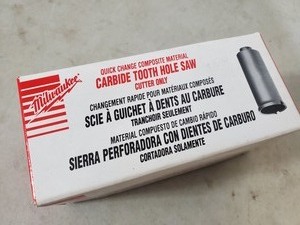 Milwaukee
QUICK CHANGE COMPOSITE MATERIAL
CARBIDE TOOTH HOLE SAW
CUTTER ONLY
CHANGEMENT RAPIDE POUR MATÉRIAUX COMPOSÉS
SCIE À GUICHET À DENTS AU CARBURE
TRANCHOIR SEULEMENT
MATERIAL COMPUESTO DE CAMBIO RÁPIDO
SIERRA PERFORADORA CON DIENTES DE CARBURO
CORTADORA SOLAMENTE